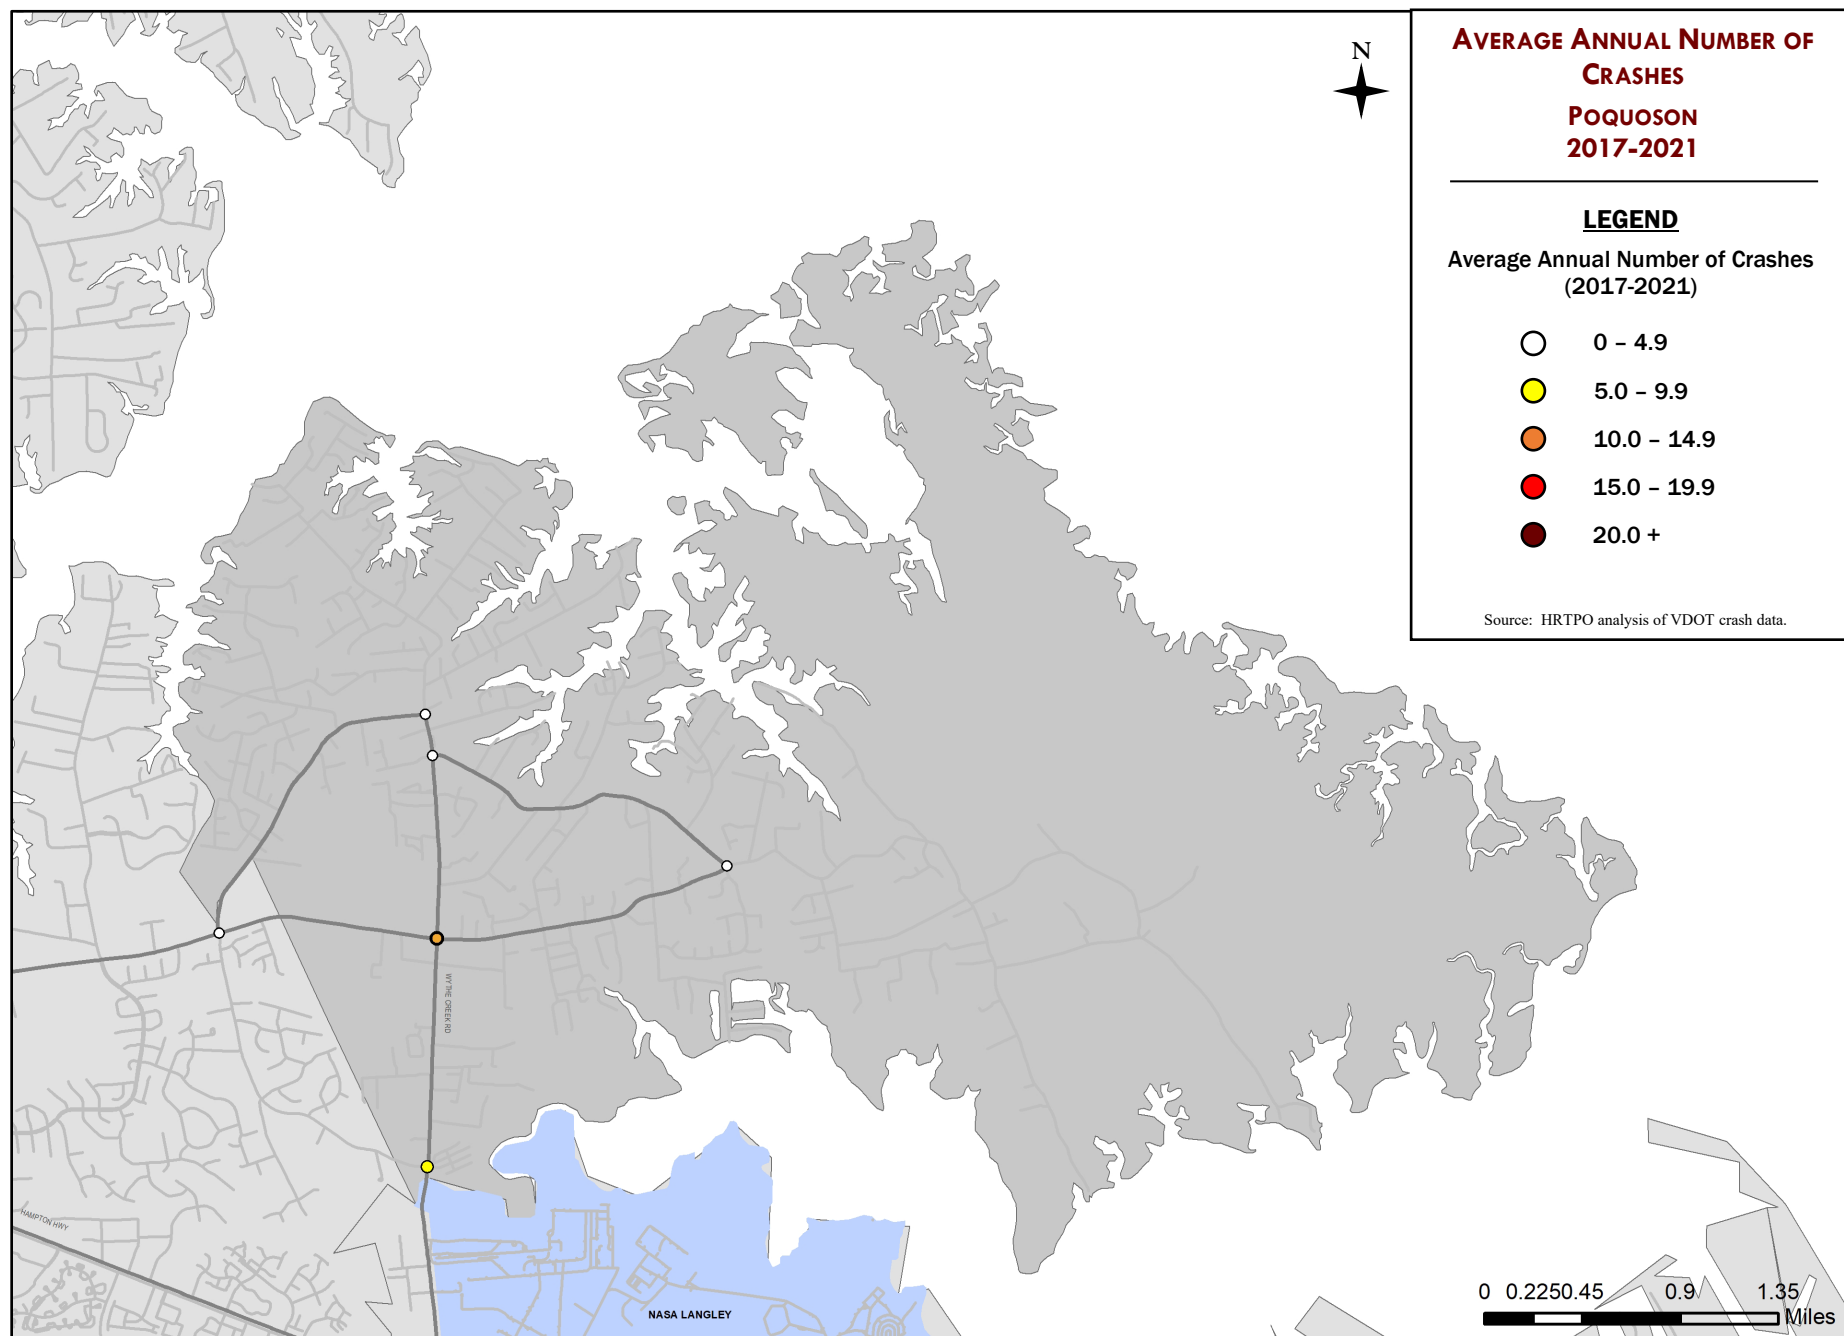 N
AVERAGE ANNUAL NUMBER OF
CRASHES
POQUOSON
2017-2021
LEGEND
Average Annual Number of Crashes
(2017-2021)
0 – 4.9
5.0 – 9.9
10.0 – 14.9
15.0 – 19.9
20.0 +
Source: HRTPO analysis of VDOT crash data.
WYTHE CREEK RD
HAMPTON HWY
NASA LANGLEY
0 0.225 0.45 0.9 1.35
Miles